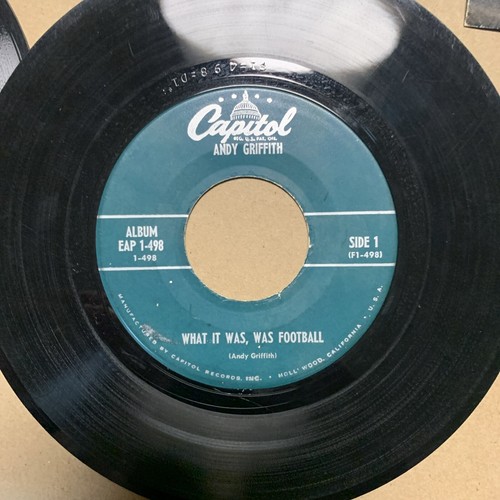 Capitol
REG. U.S. PAT. OFF.
ANDY GRIFFITH
ALBUM
EAP 1-498
1-498
SIDE 1
(F1-498)
WHAT IT WAS, WAS FOOTBALL
(Andy Griffith)
MANUFACTURED BY CAPITOL RECORDS, INC. • HOLLYWOOD, CALIFORNIA • U.S.A.